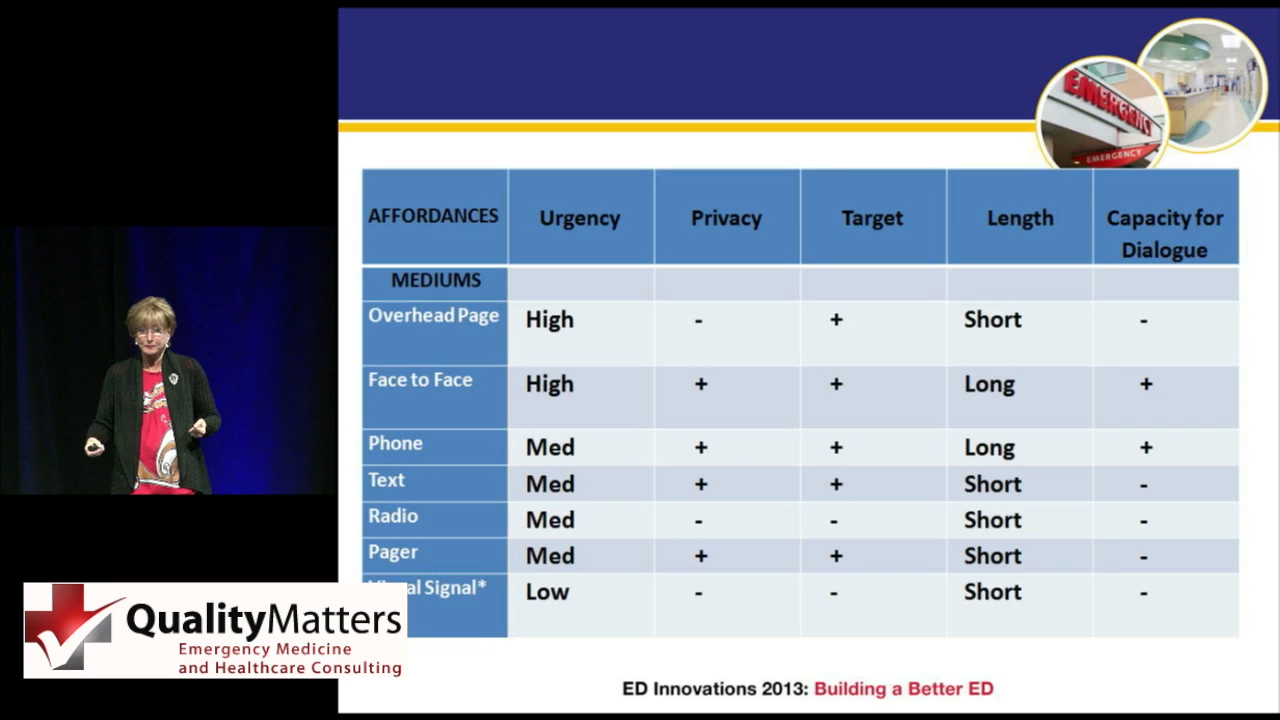 EMERGENCY
EMERGENCY
AFFORDANCES Urgency Privacy Target Length Capacity for Dialogue
MEDIUMS
Overhead Page High - + Short -
Face to Face High + + Long +
Phone Med + + Long +
Text Med + + Short -
Radio Med - - Short -
Pager Med + + Short -
Signal* Low - - Short -
QualityMatters
Emergency Medicine
and Healthcare Consulting
ED Innovations 2013: Building a Better ED